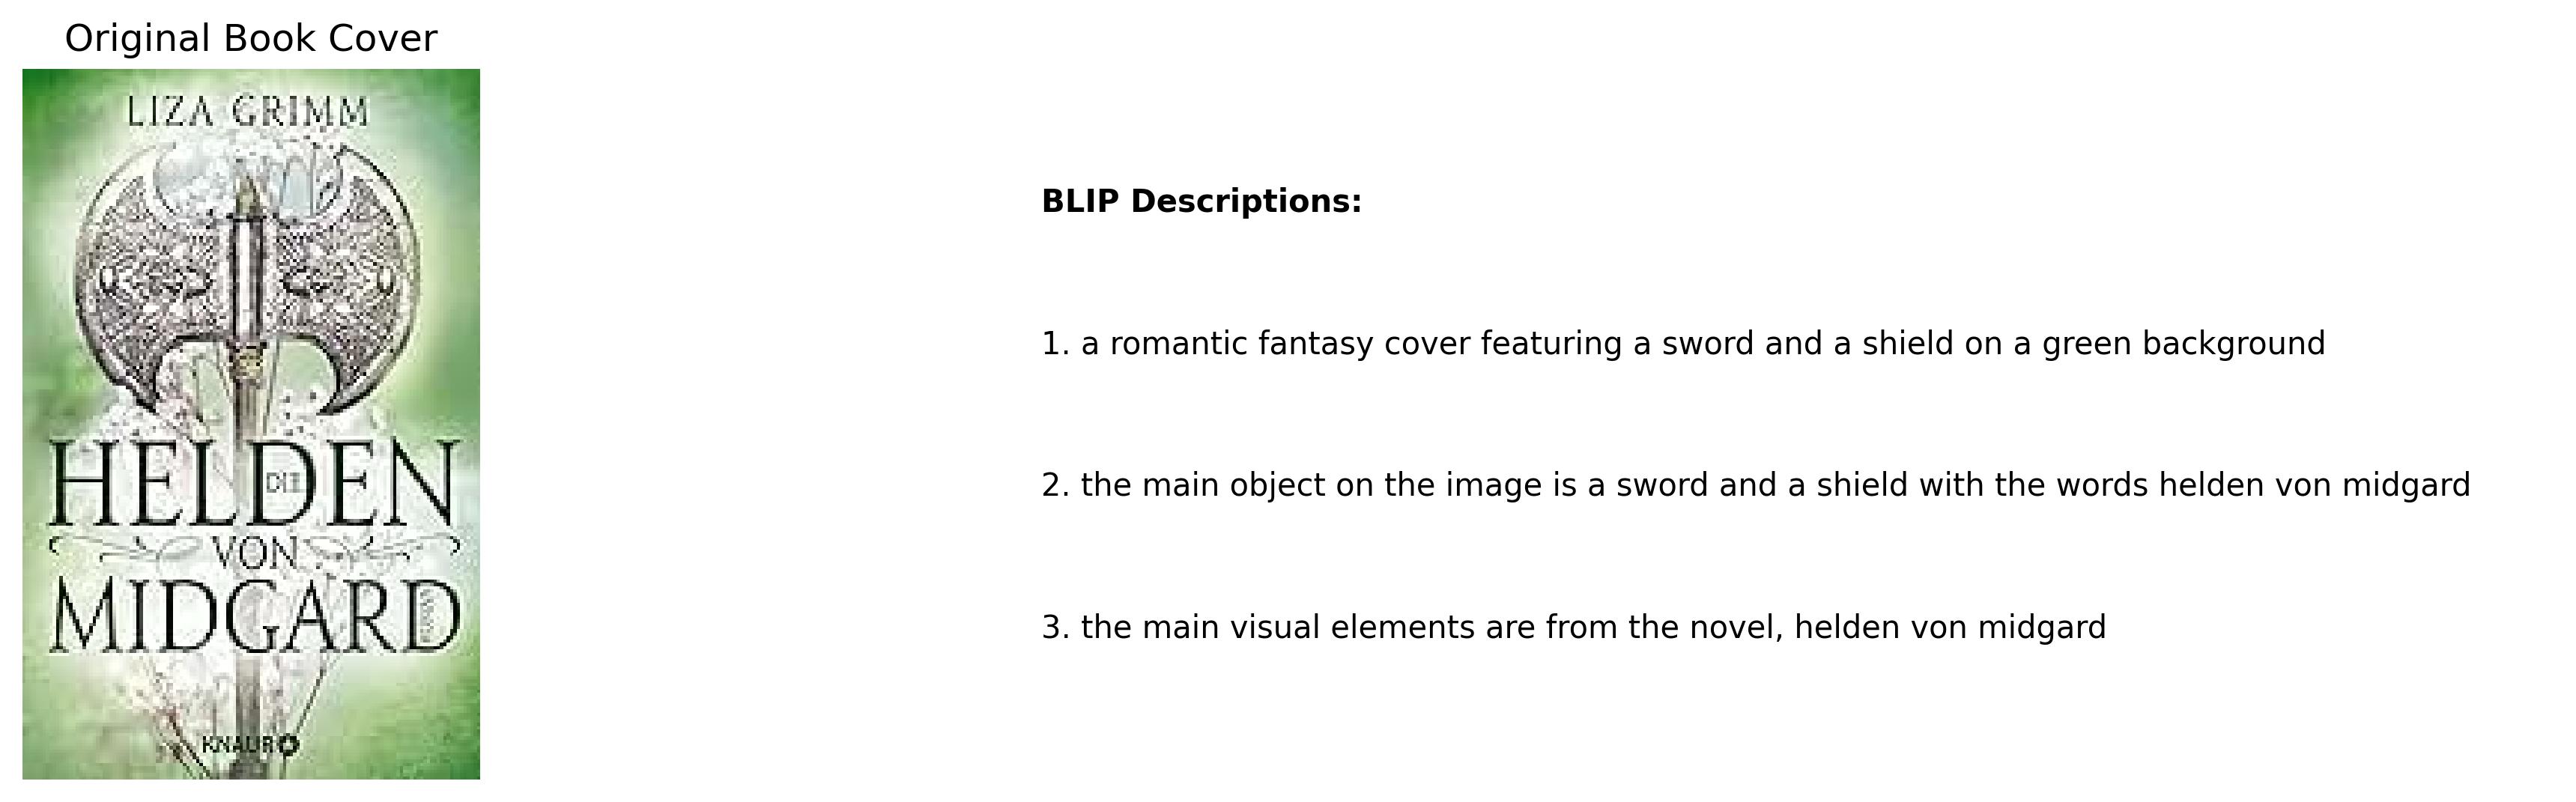 Original Book Cover
LIZA GRIMM
HELDEN
DIE
VON
MIDGARD
KNAUR
BLIP Descriptions:
1. a romantic fantasy cover featuring a sword and a shield on a green background
2. the main object on the image is a sword and a shield with the words helden von midgard
3. the main visual elements are from the novel, helden von midgard